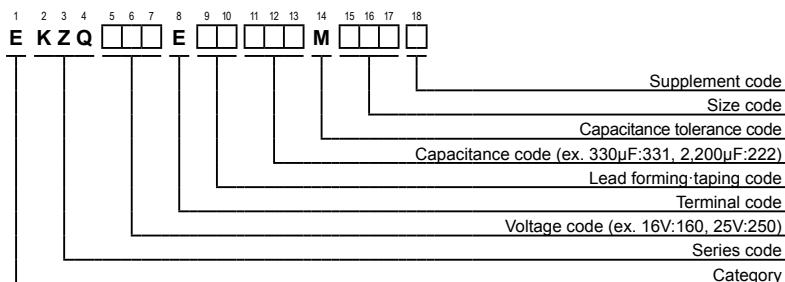 1 2 3 4 5 6 7 8 9 10 11 12 13 14 15 16 17 18
E K Z Q E M
Supplement code
Size code
Capacitance tolerance code
Capacitance code (ex. 330μF:331, 2,200μF:222)
Lead forming·taping code
Terminal code
Voltage code (ex. 16V:160, 25V:250)
Series code
Category